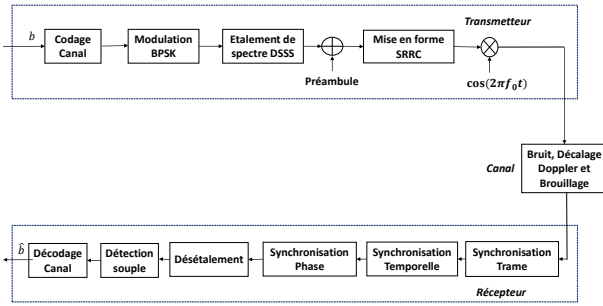 Transmetteur
b
Codage
Canal
Modulation
BPSK
Etalement de
spectre DSSS
Mise en forme
SRRC
Préambule
cos(2πf₀t)
Canal
Bruit, Décalage
Doppler et
Brouillage
b̂
Décodage
Canal
Détection
souple
Désétalement
Synchronisation
Phase
Synchronisation
Temporelle
Synchronisation
Trame
Récepteur